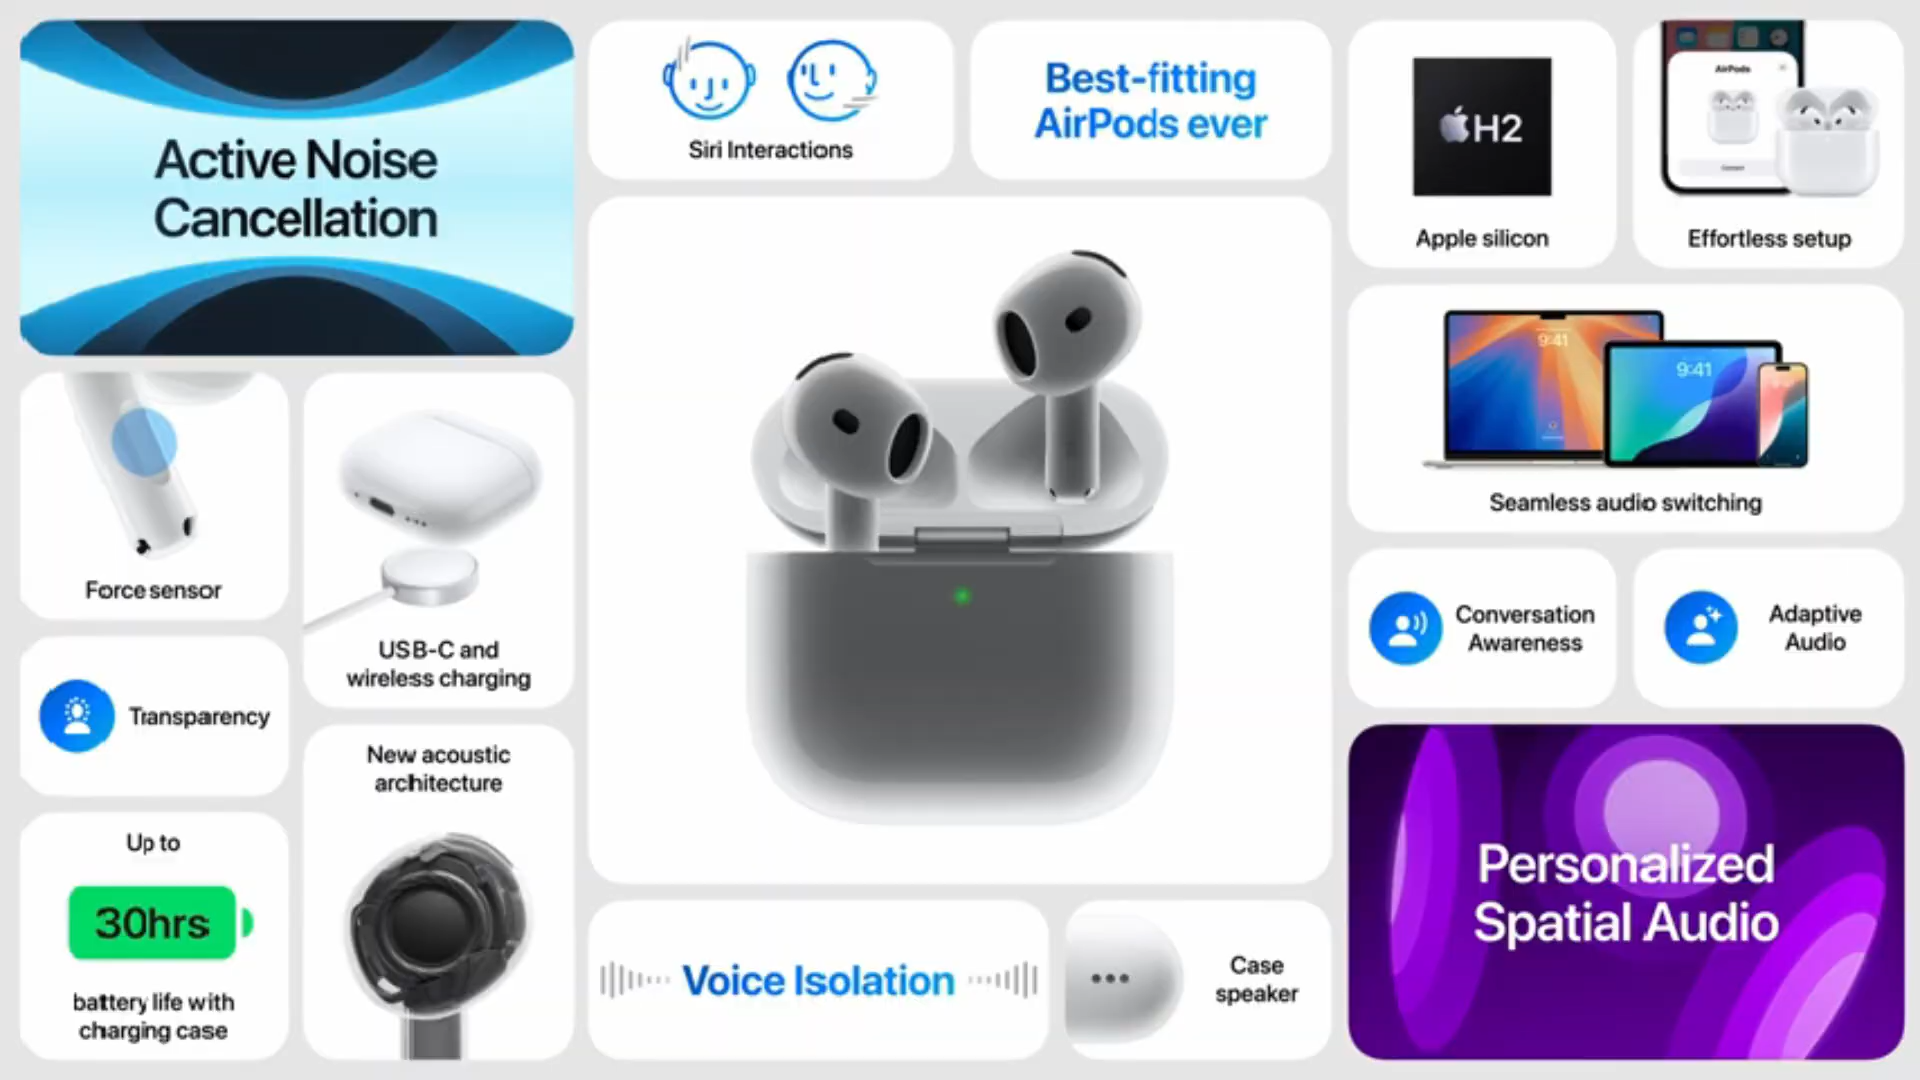 Active Noise
Cancellation
Siri Interactions
Best-fitting
AirPods ever
H2
Apple silicon
AirPods
Connect
Effortless setup
9:41
9:41
Seamless audio switching
Force sensor
USB-C and
wireless charging
Transparency
New acoustic
architecture
Up to
30hrs
battery life with
charging case
Conversation
Awareness
Adaptive
Audio
Voice Isolation
Case
speaker
Personalized
Spatial Audio